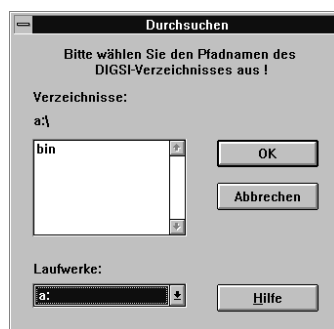 Durchsuchen
Bitte wählen Sie den Pfadnamen des
DIGSI-Verzeichnisses aus !
Verzeichnisse:
a:\
bin
OK
Abbrechen
Laufwerke:
a:
Hilfe